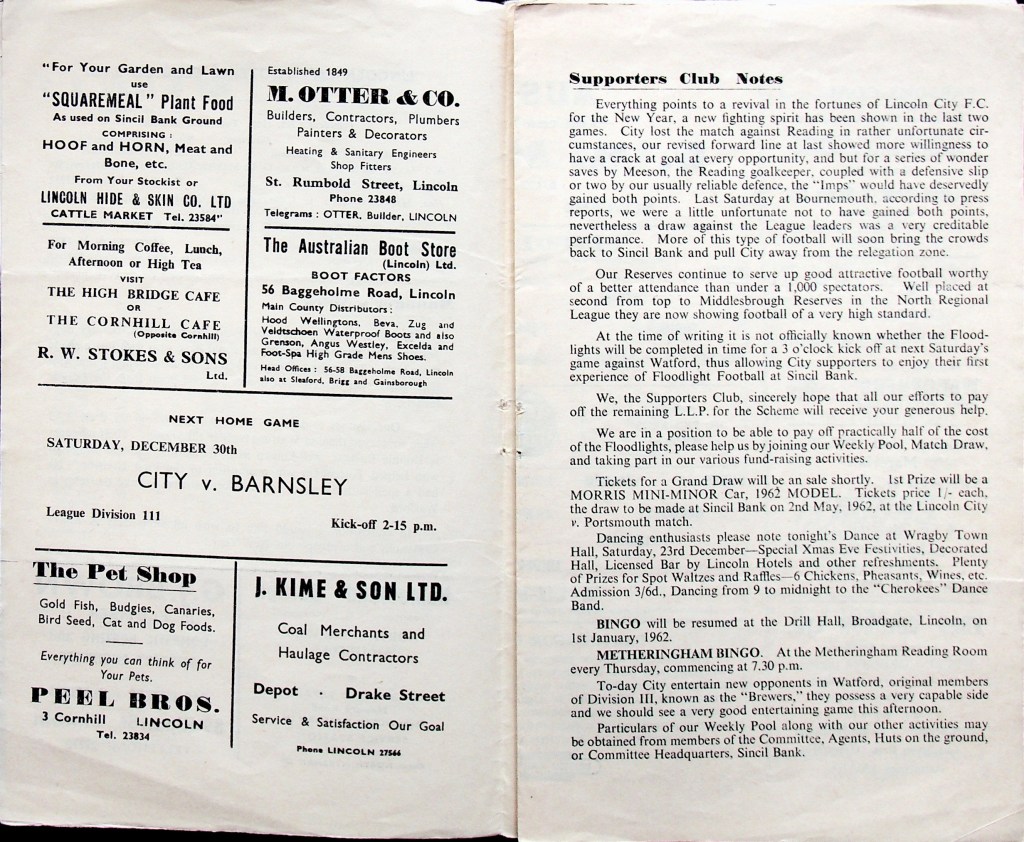 "For Your Garden and Lawn
use
"SQUAREMEAL" Plant Food
As used on Sincil Bank Ground
COMPRISING :
HOOF and HORN, Meat and
Bone, etc.
From Your Stockist or
LINCOLN HIDE & SKIN CO. LTD
CATTLE MARKET Tel. 23584"
For Morning Coffee, Lunch,
Afternoon or High Tea
VISIT
THE HIGH BRIDGE CAFE
OR
THE CORNHILL CAFE
(Opposite Cornhill)
R. W. STOKES & SONS
Ltd.
Established 1849
M. OTTER & CO.
Builders, Contractors, Plumbers
Painters & Decorators
Heating & Sanitary Engineers
Shop Fitters
St. Rumbold Street, Lincoln
Phone 23848
Telegrams : OTTER, Builder, LINCOLN
The Australian Boot Store
(Lincoln) Ltd.
BOOT FACTORS
56 Baggeholme Road, Lincoln
Main County Distributors :
Hood Wellingtons, Beva, Zug and
Veldtschoen Waterproof Boots and also
Grenson, Angus Westley, Excelda and
Foot-Spa High Grade Mens Shoes.
Head Offices : 56-58 Baggeholme Road, Lincoln
also at Sleaford, Brigg and Gainsborough
NEXT HOME GAME
SATURDAY, DECEMBER 30th
CITY v. BARNSLEY
League Division 111
Kick-off 2-15 p.m.
The Pet Shop
Gold Fish, Budgies, Canaries,
Bird Seed, Cat and Dog Foods.
Everything you can think of for
Your Pets.
PEEL BROS.
3 Cornhill LINCOLN
Tel. 23834
J. KIME & SON LTD.
Coal Merchants and
Haulage Contractors
Depot · Drake Street
Service & Satisfaction Our Goal
Phone LINCOLN 27566
Supporters Club Notes
Everything points to a revival in the fortunes of Lincoln City F.C.
for the New Year, a new fighting spirit has been shown in the last two
games. City lost the match against Reading in rather unfortunate cir-
cumstances, our revised forward line at last showed more willingness to
have a crack at goal at every opportunity, and but for a series of wonder
saves by Meeson, the Reading goalkeeper, coupled with a defensive slip
or two by our usually reliable defence, the "Imps" would have deservedly
gained both points. Last Saturday at Bournemouth, according to press
reports, we were a little unfortunate not to have gained both points,
nevertheless a draw against the League leaders was a very creditable
performance. More of this type of football will soon bring the crowds
back to Sincil Bank and pull City away from the relegation zone.
Our Reserves continue to serve up good attractive football worthy
of a better attendance than under a 1,000 spectators. Well placed at
second from top to Middlesbrough Reserves in the North Regional
League they are now showing football of a very high standard.
At the time of writing it is not officially known whether the Flood-
lights will be completed in time for a 3 o'clock kick off at next Saturday's
game against Watford, thus allowing City supporters to enjoy their first
experience of Floodlight Football at Sincil Bank.
We, the Supporters Club, sincerely hope that all our efforts to pay
off the remaining L.L.P. for the Scheme will receive your generous help.
We are in a position to be able to pay off practically half of the cost
of the Floodlights, please help us by joining our Weekly Pool, Match Draw,
and taking part in our various fund-raising activities.
Tickets for a Grand Draw will be an sale shortly. 1st Prize will be a
MORRIS MINI-MINOR Car, 1962 MODEL. Tickets price 1/- each,
the draw to be made at Sincil Bank on 2nd May, 1962, at the Lincoln City
v. Portsmouth match.
Dancing enthusiasts please note tonight's Dance at Wragby Town
Hall, Saturday, 23rd December—Special Xmas Eve Festivities, Decorated
Hall, Licensed Bar by Lincoln Hotels and other refreshments. Plenty
of Prizes for Spot Waltzes and Raffles—6 Chickens, Pheasants, Wines, etc.
Admission 3/6d., Dancing from 9 to midnight to the "Cherokees" Dance
Band.
BINGO will be resumed at the Drill Hall, Broadgate, Lincoln, on
1st January, 1962.
METHERINGHAM BINGO. At the Metheringham Reading Room
every Thursday, commencing at 7.30 p.m.
To-day City entertain new opponents in Watford, original members
of Division III, known as the "Brewers," they possess a very capable side
and we should see a very good entertaining game this afternoon.
Particulars of our Weekly Pool along with our other activities may
be obtained from members of the Committee, Agents, Huts on the ground,
or Committee Headquarters, Sincil Bank.